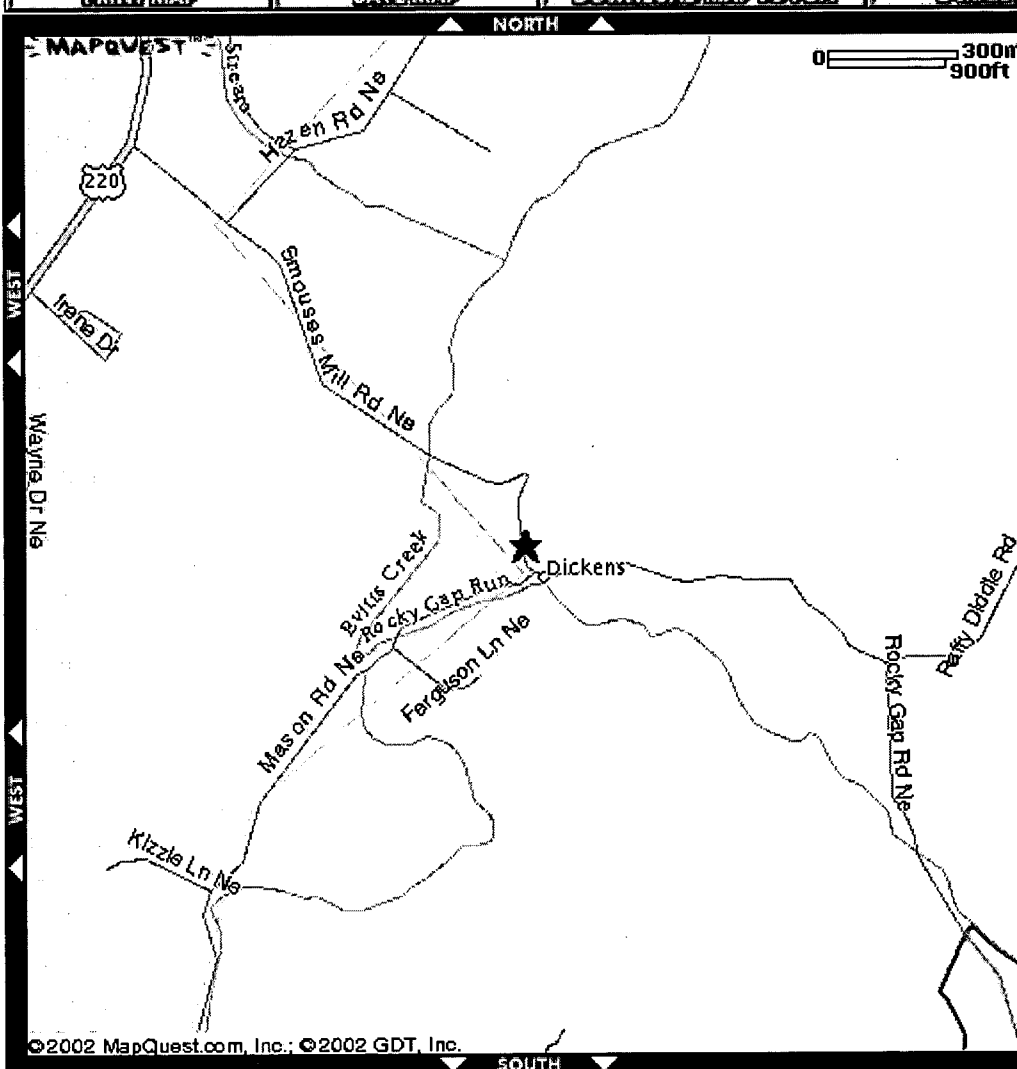 NORTH
MAPQUEST
0 300m
900ft
Stream
Hazen Rd Ne
220
WEST
Irene Dr
Smouses Mill Rd Ne
Wayne Dr Ne
Evitts Creek
Rocky Gap Run
Dickens
Mason Rd Ne
Ferguson Ln Ne
Rocky Gap Rd Ne
Raffy Diddle Rd
WEST
Kizzie Ln Ne
©2002 MapQuest.com, Inc.; ©2002 GDT, Inc.
SOUTH